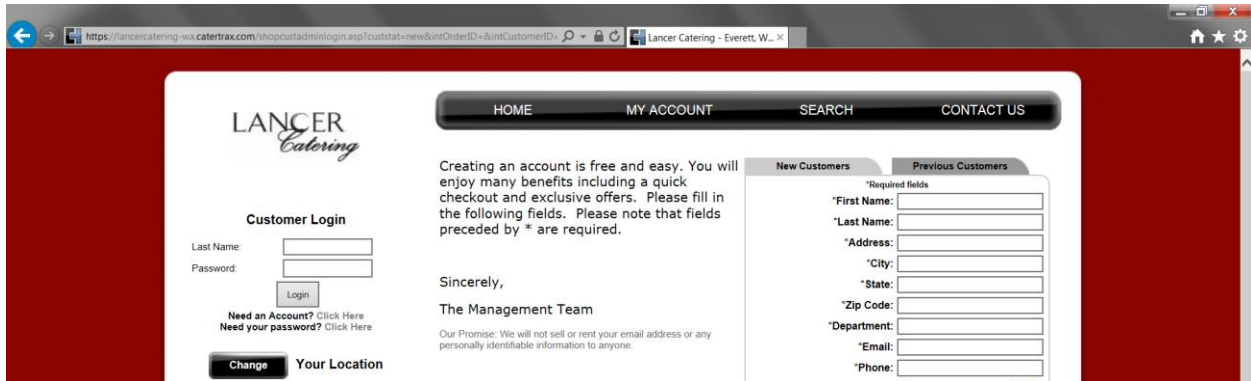 https://lancercatering-wa.catertrax.com/shopcustadminlogin.asp?custstat=new&intOrderID=&intCustomerID=
Lancer Catering - Everett, W...
LANCER
Catering
HOME MY ACCOUNT SEARCH CONTACT US
Customer Login
Last Name:
Password:
Login
Need an Account? Click Here
Need your password? Click Here
Change Your Location
Creating an account is free and easy. You will
enjoy many benefits including a quick
checkout and exclusive offers. Please fill in
the following fields. Please note that fields
preceded by * are required.
Sincerely,
The Management Team
Our Promise: We will not sell or rent your email address or any
personally identifiable information to anyone.
New Customers Previous Customers
*Required fields
*First Name:
*Last Name:
*Address:
*City:
*State:
*Zip Code:
*Department:
*Email:
*Phone: